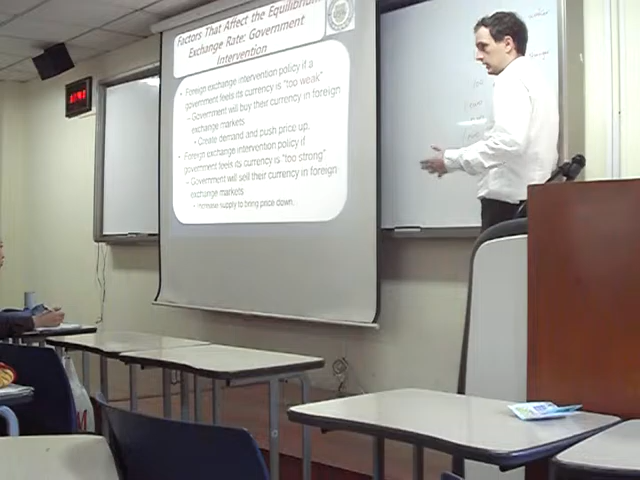 Factors That Affect the Equilibrium
Exchange Rate: Government
Intervention
• Foreign exchange intervention policy if a
government feels its currency is "too weak"
– Government will buy their currency in foreign
exchange markets
• Create demand and push price up.
• Foreign exchange intervention policy if
government feels its currency is "too strong"
– Government will sell their currency in foreign
exchange markets
• Increase supply to bring price down.